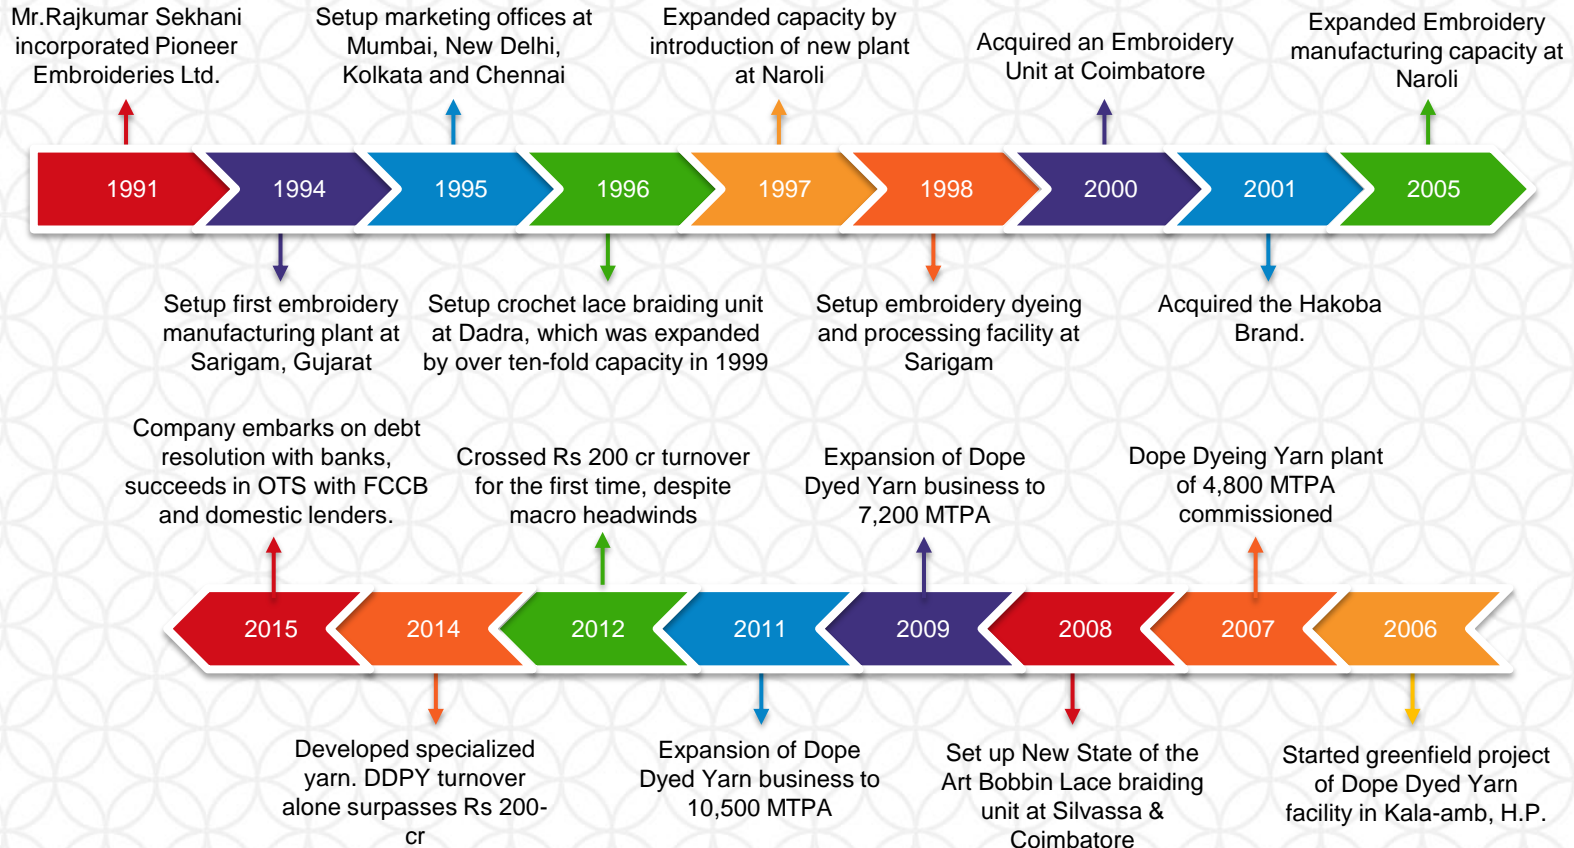 Mr.Rajkumar Sekhani
incorporated Pioneer
Embroideries Ltd.
Setup marketing offices at
Mumbai, New Delhi,
Kolkata and Chennai
Expanded capacity by
introduction of new plant
at Naroli
Acquired an Embroidery
Unit at Coimbatore
Expanded Embroidery
manufacturing capacity at
Naroli
1991
1994
1995
1996
1997
1998
2000
2001
2005
Setup first embroidery
manufacturing plant at
Sarigam, Gujarat
Setup crochet lace braiding unit
at Dadra, which was expanded
by over ten-fold capacity in 1999
Setup embroidery dyeing
and processing facility at
Sarigam
Acquired the Hakoba
Brand.
Company embarks on debt
resolution with banks,
succeeds in OTS with FCCB
and domestic lenders.
Crossed Rs 200 cr turnover
for the first time, despite
macro headwinds
Expansion of Dope
Dyed Yarn business to
7,200 MTPA
Dope Dyeing Yarn plant
of 4,800 MTPA
commissioned
2015
2014
2012
2011
2009
2008
2007
2006
Developed specialized
yarn. DDPY turnover
alone surpasses Rs 200-
cr
Expansion of Dope
Dyed Yarn business to
10,500 MTPA
Set up New State of the
Art Bobbin Lace braiding
unit at Silvassa &
Coimbatore
Started greenfield project
of Dope Dyed Yarn
facility in Kala-amb, H.P.